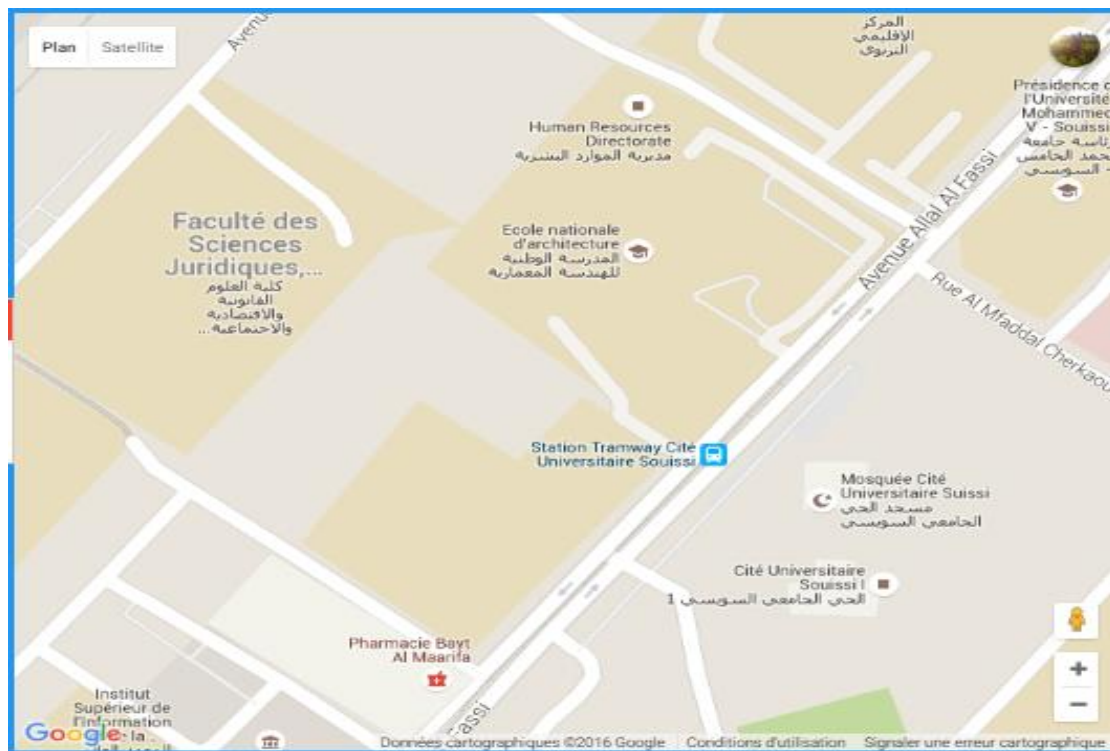 Plan Satellite
Avenue
المركز
الإقليمي
التربوي
Présidence d
l'Université
Mohammed
V - Souissi
رئاسة جامعة
محمد الخامس
- السويسي
Human Resources
Directorate
مديرية الموارد البشرية
Avenue Allal Al Fassi
Faculté des
Sciences
Juridiques,...
كلية العلوم
القانونية
والاقتصادية
والاجتماعية...
Ecole nationale
d'architecture
المدرسة الوطنية
للهندسة المعمارية
Rue Al Mfaddal Cherkaou
Station Tramway Cité
Universitaire Souissi
Mosquée Cité
Universitaire Suissi
مسجد الحي
الجامعي السويسي
Cité Universitaire
Souissi I
الحي الجامعي السويسي 1
Pharmacie Bayt
Al Maarifa
Fassi
Institut
Supérieur de
l'Information
Google
Données cartographiques ©2016 Google Conditions d'utilisation Signaler une erreur cartographique